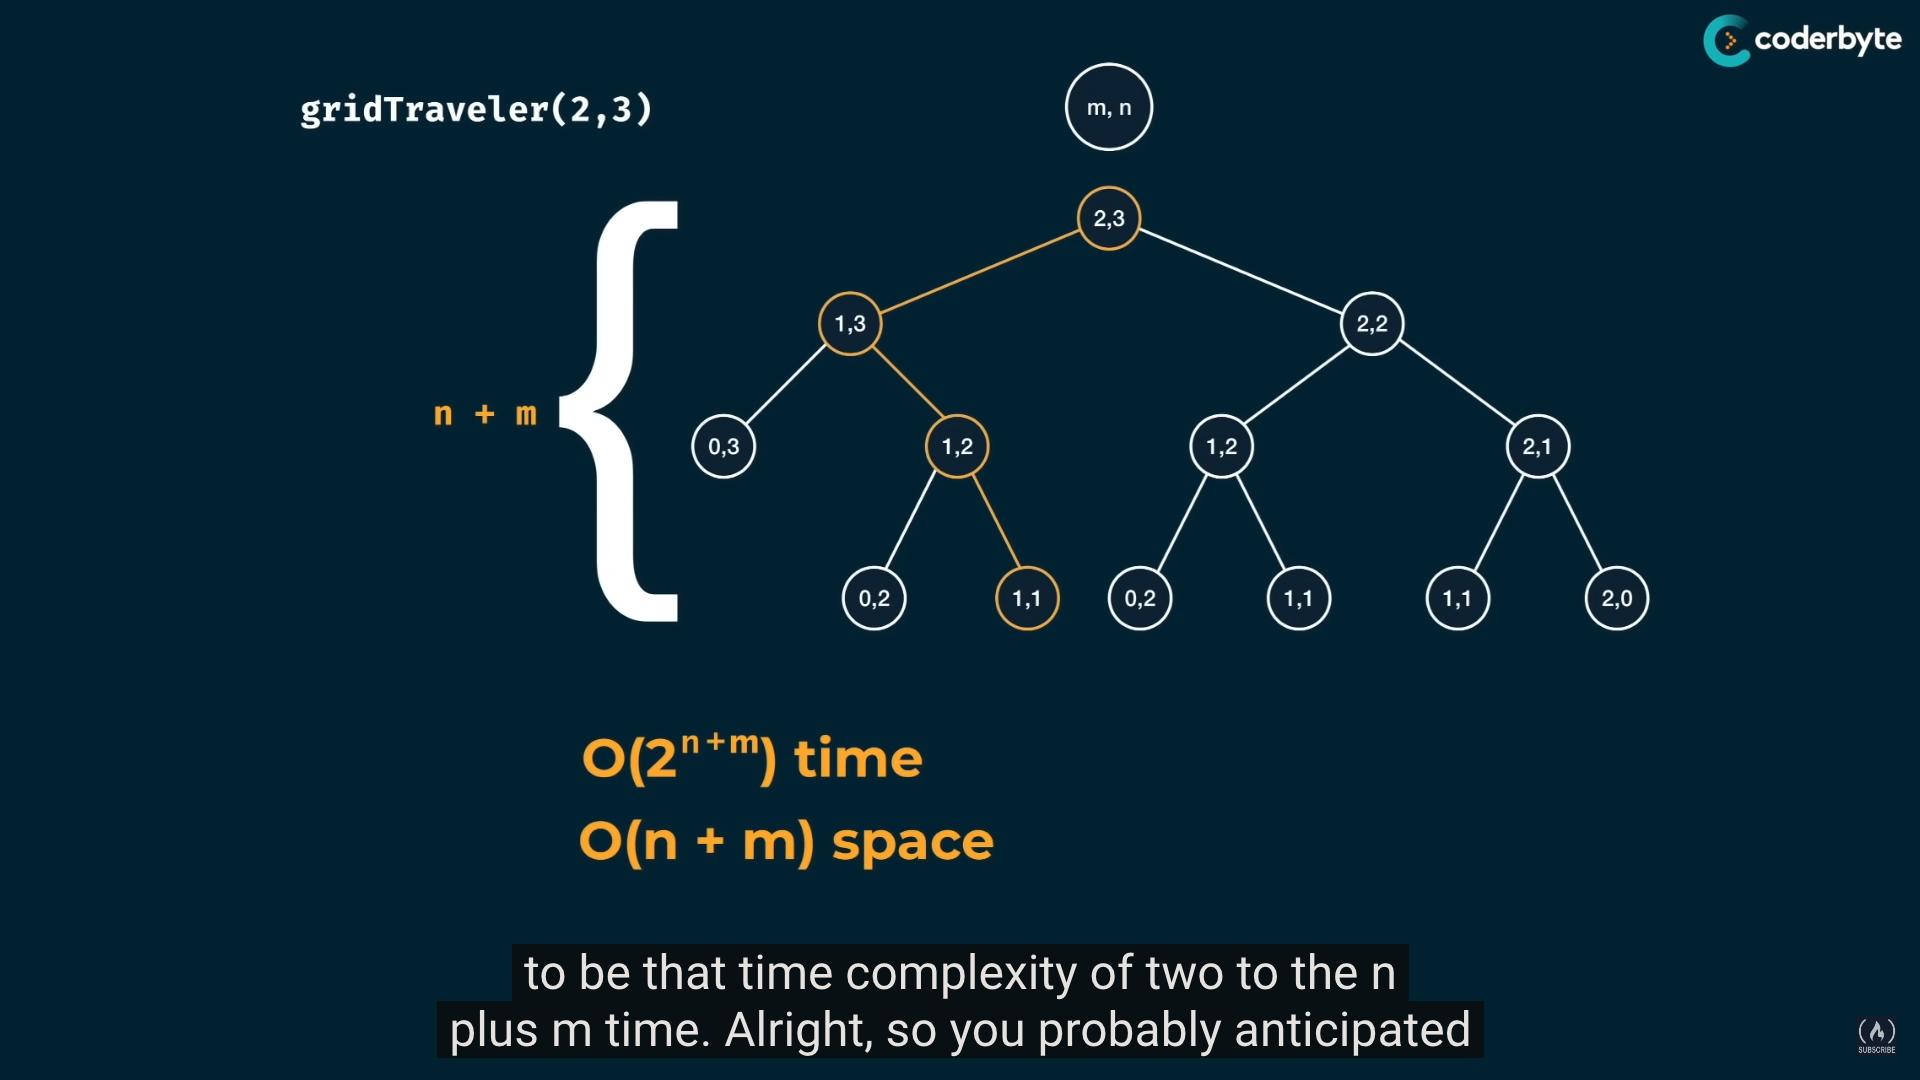 coderbyte
gridTraveler(2,3)
m, n
2,3
1,3
2,2
n + m
0,3
1,2
1,2
2,1
0,2
1,1
0,2
1,1
1,1
2,0
O(2^n+m) time
O(n + m) space
to be that time complexity of two to the n
plus m time. Alright, so you probably anticipated
SUBSCRIBE